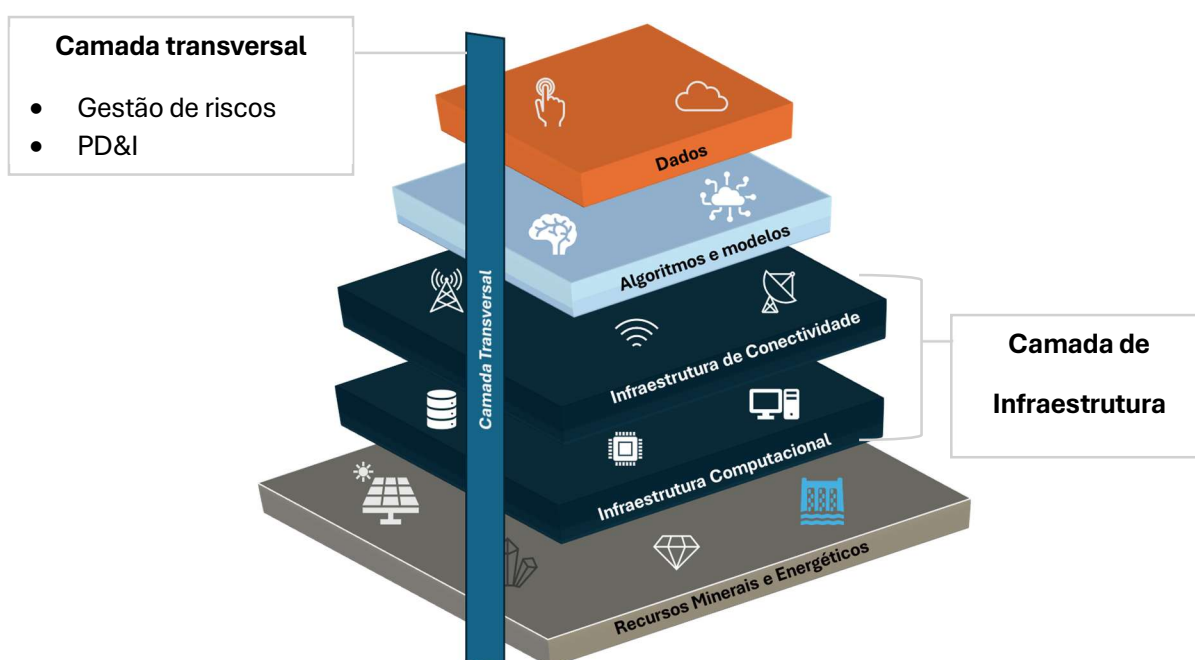 Camada transversal
• Gestão de riscos
• PD&I
Dados
Algoritmos e modelos
Infraestrutura de Conectividade
Infraestrutura Computacional
Recursos Minerais e Energéticos
Camada Transversal
Camada de
Infraestrutura